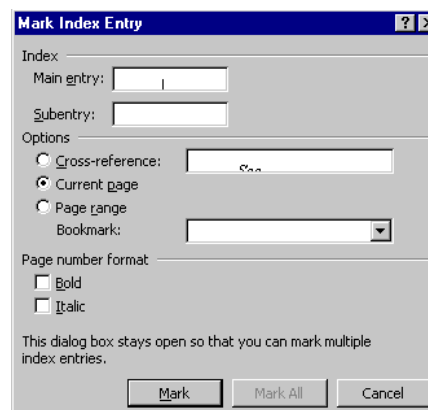 Mark Index Entry
Index
Main entry:
Subentry:
Options
Cross-reference:
Current page
Page range
Bookmark:
Page number format
Bold
Italic
This dialog box stays open so that you can mark multiple
index entries.
Mark Mark All Cancel